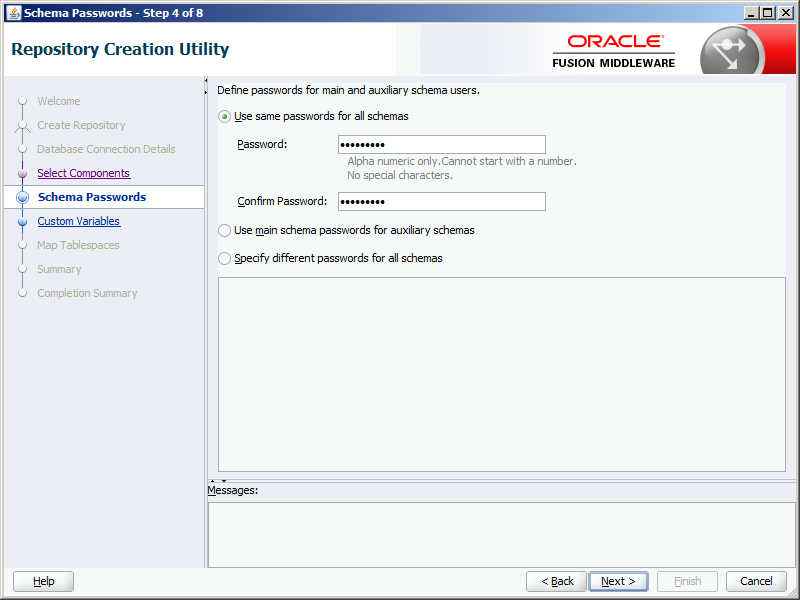 Schema Passwords - Step 4 of 8
Repository Creation Utility
ORACLE
FUSION MIDDLEWARE
Welcome
Create Repository
Database Connection Details
Select Components
Schema Passwords
Custom Variables
Map Tablespaces
Summary
Completion Summary
Define passwords for main and auxiliary schema users.
Use same passwords for all schemas
Password: •••••••••
Alpha numeric only.Cannot start with a number.
No special characters.
Confirm Password: •••••••••
Use main schema passwords for auxiliary schemas
Specify different passwords for all schemas
Messages:
Help
< Back
Next >
Finish
Cancel